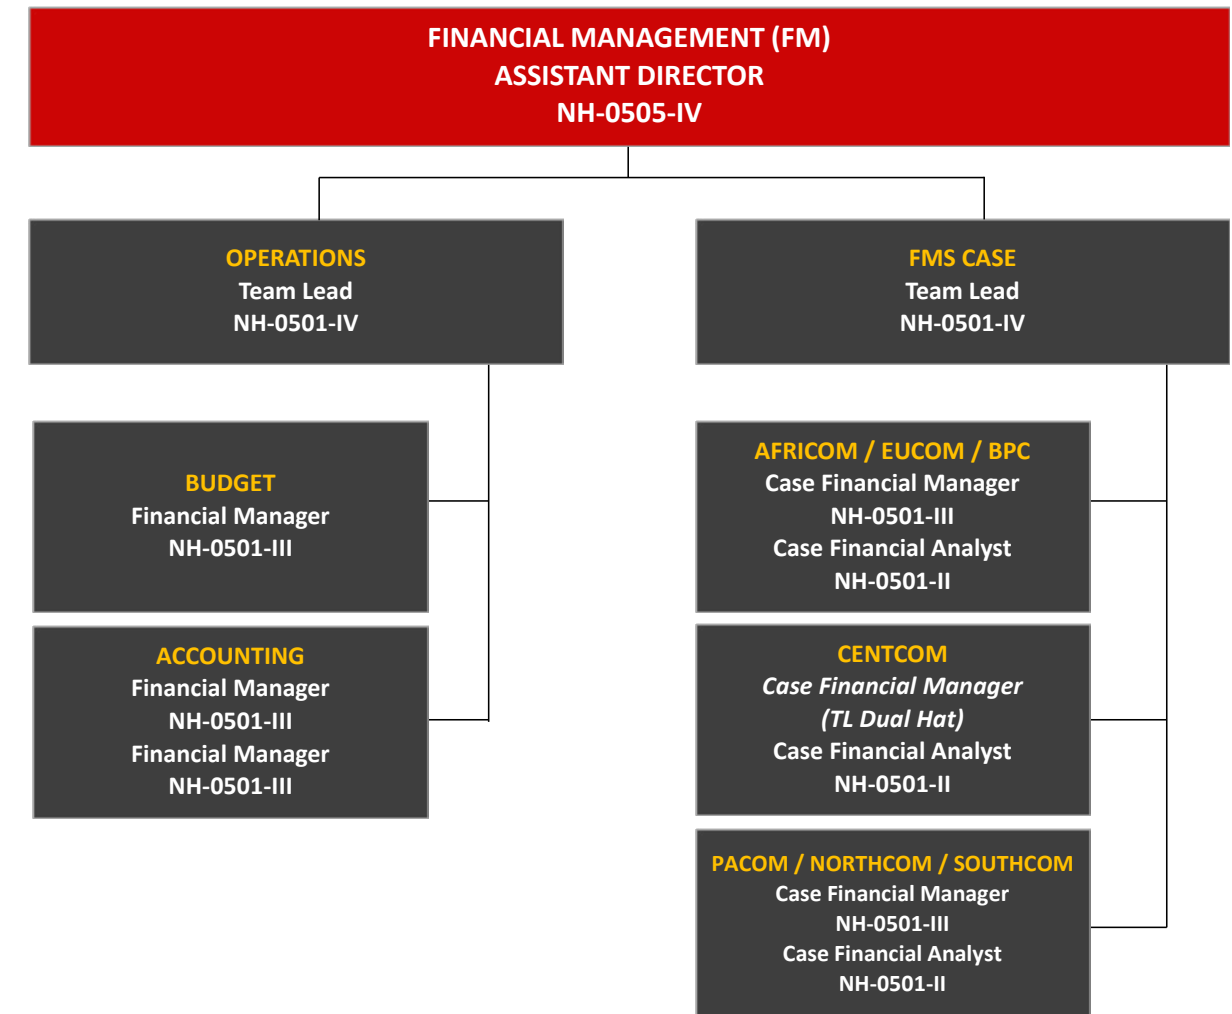 FINANCIAL MANAGEMENT (FM)
ASSISTANT DIRECTOR
NH-0505-IV
OPERATIONS
Team Lead
NH-0501-IV
BUDGET
Financial Manager
NH-0501-III
ACCOUNTING
Financial Manager
NH-0501-III
Financial Manager
NH-0501-III
FMS CASE
Team Lead
NH-0501-IV
AFRICOM / EUCOM / BPC
Case Financial Manager
NH-0501-III
Case Financial Analyst
NH-0501-II
CENTCOM
Case Financial Manager
(TL Dual Hat)
Case Financial Analyst
NH-0501-II
PACOM / NORTHCOM / SOUTHCOM
Case Financial Manager
NH-0501-III
Case Financial Analyst
NH-0501-II